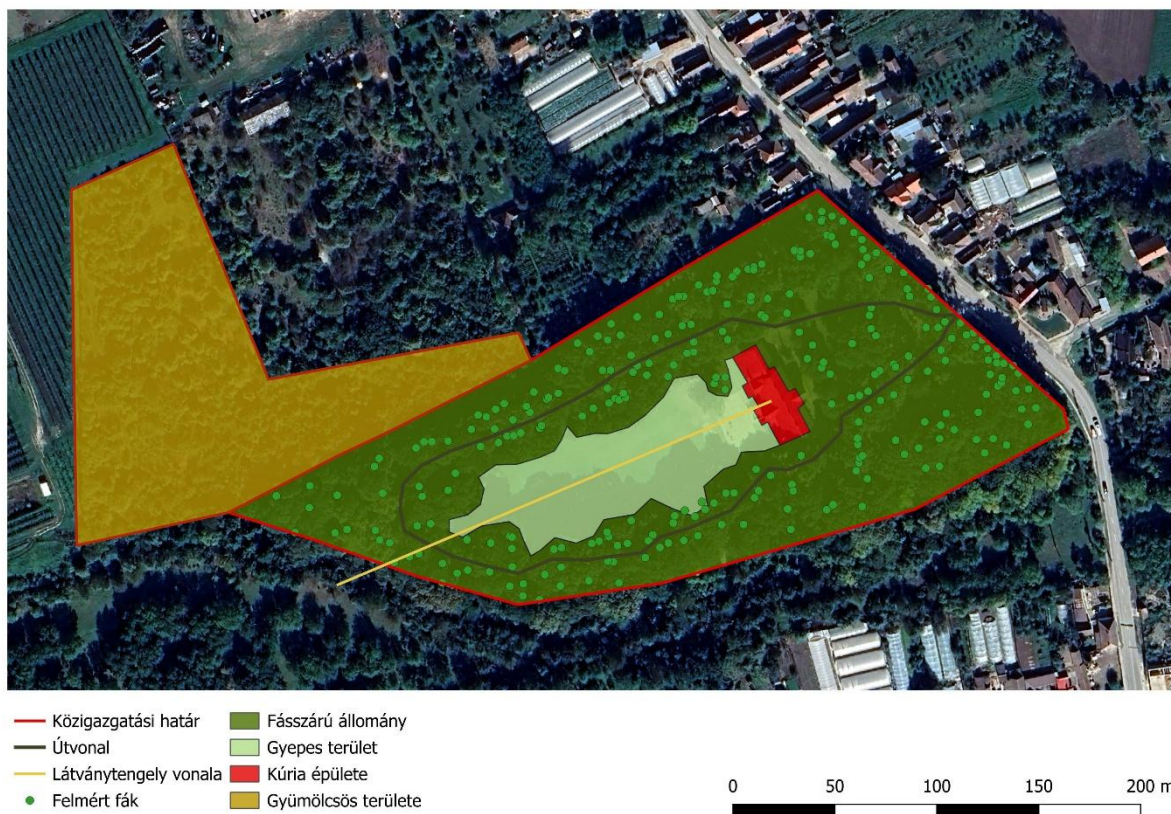 Közigazgatási határ
Útvonal
Látványtengely vonala
Felmért fák
Fásszárú állomány
Gyepes terület
Kúria épülete
Gyümölcsös területe
0 50 100 150 200 m